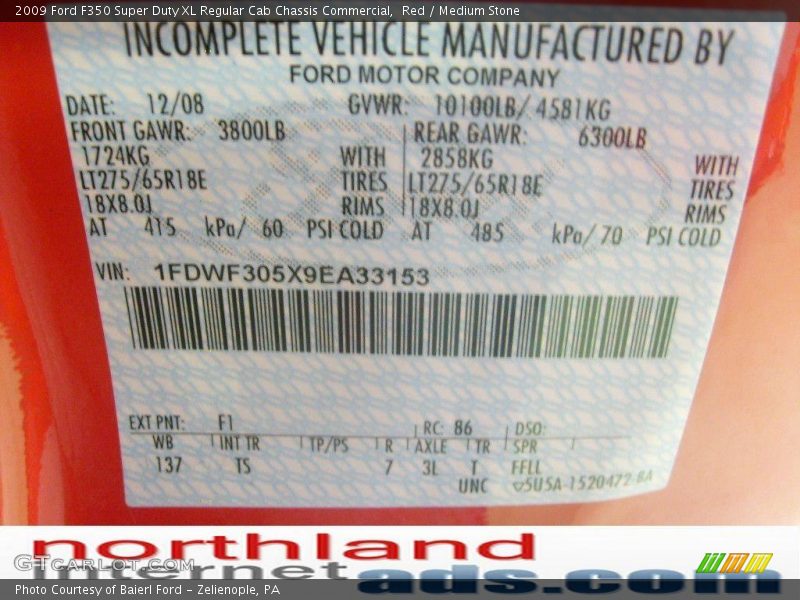 2009 Ford F350 Super Duty XL Regular Cab Chassis Commercial, Red / Medium Stone
INCOMPLETE VEHICLE MANUFACTURED BY
FORD MOTOR COMPANY
DATE: 12/08 GVWR: 10100LB/ 4581KG
FRONT GAWR: 3800LB REAR GAWR: 6300LB
1724KG WITH 2858KG WITH
LT275/65R18E TIRES LT275/65R18E TIRES
18X8.0J RIMS 18X8.0J RIMS
AT 415 kPa/ 60 PSI COLD AT 485 kPa/ 70 PSI COLD
VIN: 1FDWF305X9EA33153
EXT PNT: F1 RC: 86 DSO:
WB INT TR TP/PS R AXLE TR SPR
137 TS 7 3L T FFLL
UNC 5U5A-1520472-BA
northland
internet ads.com
GTCarLot.com
Photo Courtesy of Baierl Ford - Zelienople, PA